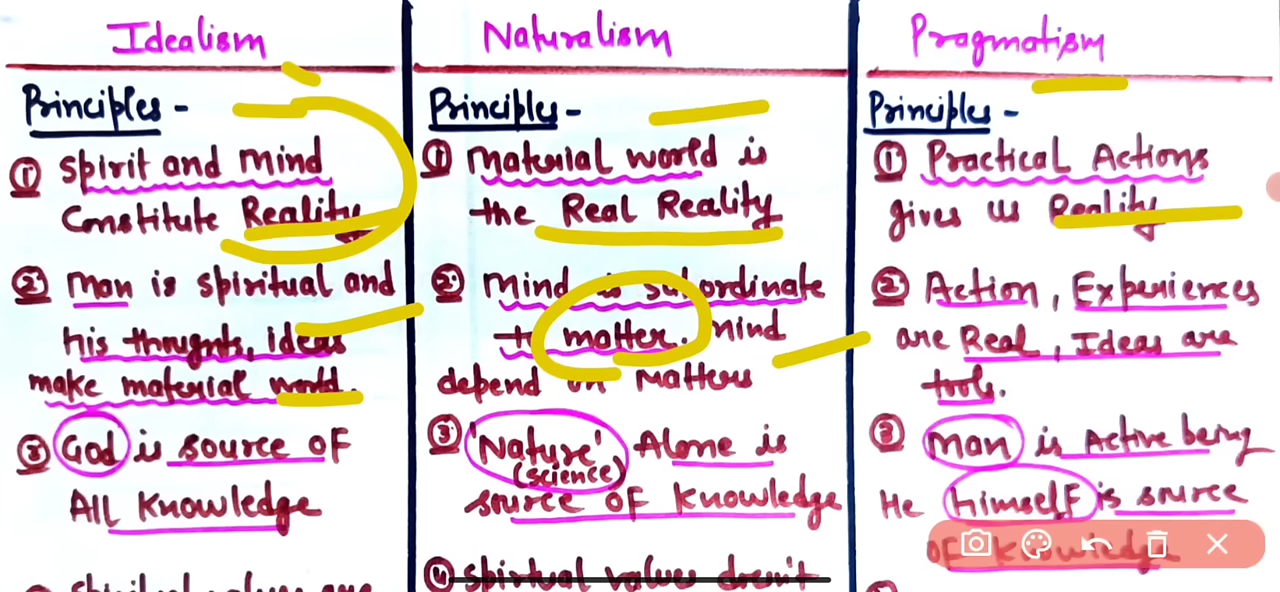 Idealism
Principles -
① Spirit and Mind
Constitute Reality
② Man is spiritual and
his thoughts, ideas
make material world.
③ God is source of
All Knowledge
Naturalism
Principles -
① Material world is
the Real Reality
② Mind is subordinate
to matter. Mind
depend on Matters
③ 'Nature' Alone is
(science)
source of Knowledge
④ Spirtual values doesn't
Pragmatism
Principles -
① Practical Actions
gives us Reality
② Action, Experiences
are Real, Ideas are
tools.
③ Man is Active being
He himself is source
of Knowledge